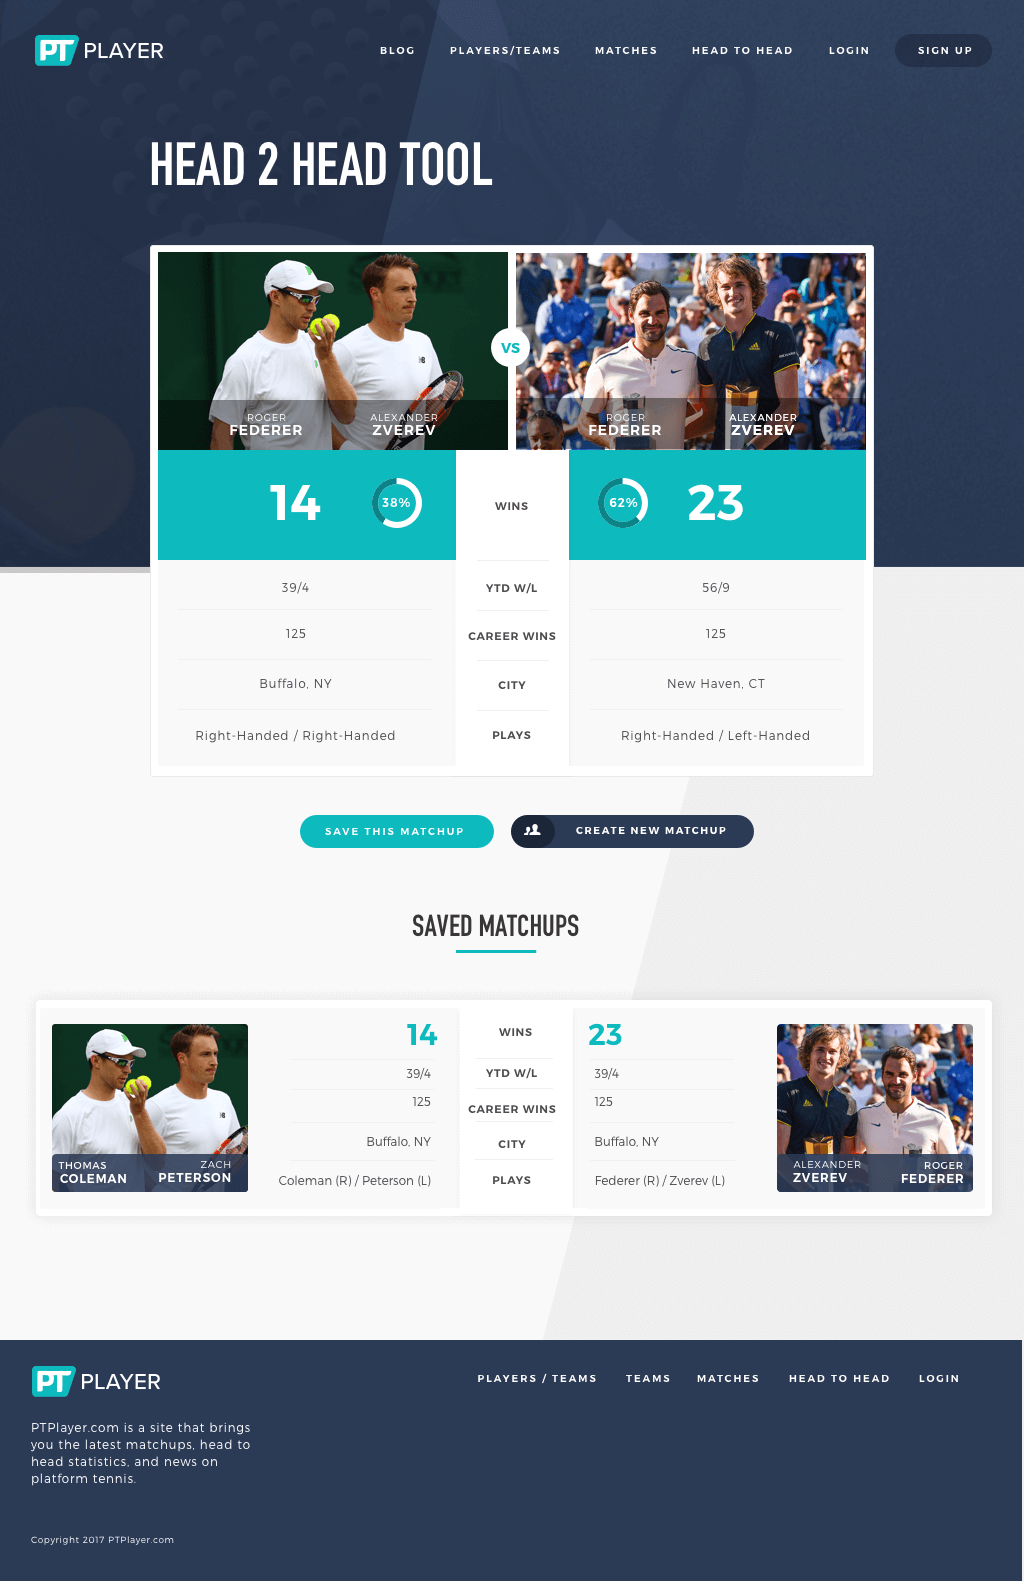 PT PLAYER
BLOG PLAYERS/TEAMS MATCHES HEAD TO HEAD LOGIN SIGN UP
HEAD 2 HEAD TOOL
VS
ROGER ALEXANDER ROGER ALEXANDER
FEDERER ZVEREV FEDERER ZVEREV
14 38% WINS 62% 23
39/4 YTD W/L 56/9
125 CAREER WINS 125
Buffalo, NY CITY New Haven, CT
Right-Handed / Right-Handed PLAYS Right-Handed / Left-Handed
SAVE THIS MATCHUP CREATE NEW MATCHUP
SAVED MATCHUPS
14 WINS 23
39/4 YTD W/L 39/4
125 CAREER WINS 125
Buffalo, NY CITY Buffalo, NY
THOMAS ZACH ALEXANDER ROGER
COLEMAN PETERSON Coleman (R) / Peterson (L) PLAYS Federer (R) / Zverev (L) ZVEREV FEDERER
PT PLAYER
PLAYERS / TEAMS TEAMS MATCHES HEAD TO HEAD LOGIN
PTPlayer.com is a site that brings
you the latest matchups, head to
head statistics, and news on
platform tennis.
Copyright 2017 PTPlayer.com